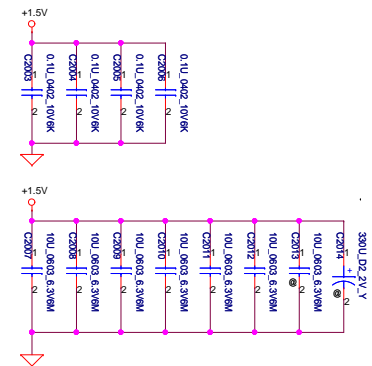 +1.5V
C2003
1
2
0.1U_0402_10V6K
C2004
1
2
0.1U_0402_10V6K
C2005
1
2
0.1U_0402_10V6K
C2006
1
2
0.1U_0402_10V6K
+1.5V
C2007
1
2
10U_0603_6.3V6M
C2008
1
2
10U_0603_6.3V6M
C2009
1
2
10U_0603_6.3V6M
C2010
1
2
10U_0603_6.3V6M
C2011
1
2
10U_0603_6.3V6M
C2012
1
2
10U_0603_6.3V6M
C2013
1
2
@
10U_0603_6.3V6M
C2014
1
+
2
@
330U_D2_2V_Y